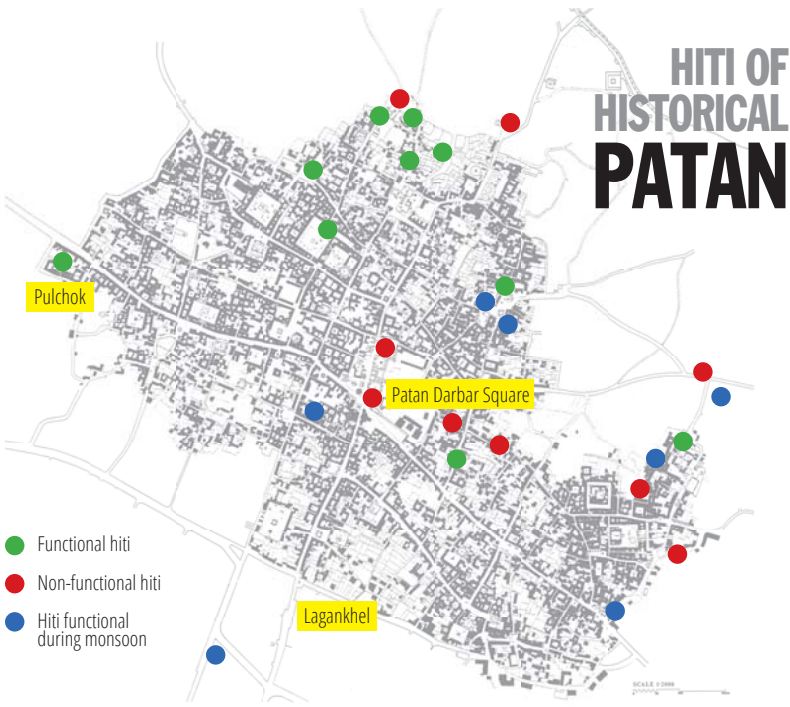 HITI OF
HISTORICAL
PATAN
Pulchok
Patan Darbar Square
Functional hiti
Non-functional hiti
Hiti functional
during monsoon
Lagankhel